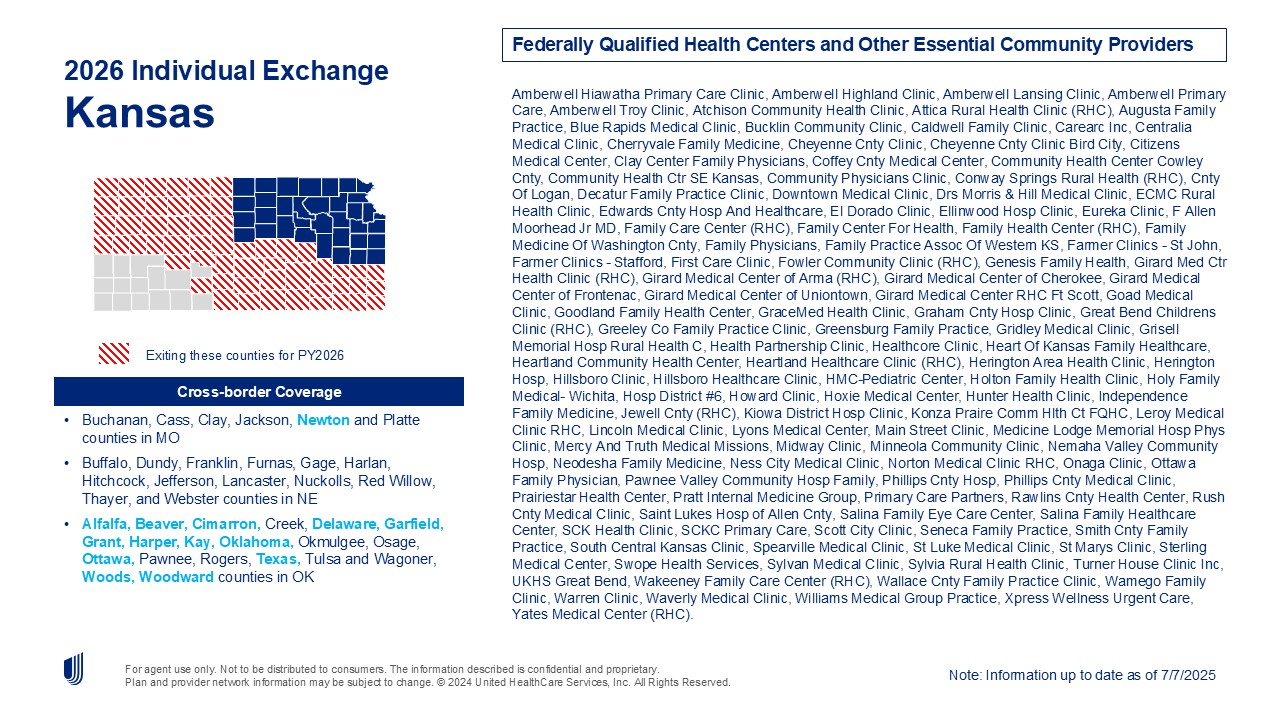 2026 Individual Exchange
Kansas
Exiting these counties for PY2026
Cross-border Coverage
• Buchanan, Cass, Clay, Jackson, Newton and Platte
counties in MO
• Buffalo, Dundy, Franklin, Furnas, Gage, Harlan,
Hitchcock, Jefferson, Lancaster, Nuckolls, Red Willow,
Thayer, and Webster counties in NE
• Alfalfa, Beaver, Cimarron, Creek, Delaware, Garfield,
Grant, Harper, Kay, Oklahoma, Okmulgee, Osage,
Ottawa, Pawnee, Rogers, Texas, Tulsa and Wagoner,
Woods, Woodward counties in OK
Federally Qualified Health Centers and Other Essential Community Providers
Amberwell Hiawatha Primary Care Clinic, Amberwell Highland Clinic, Amberwell Lansing Clinic, Amberwell Primary
Care, Amberwell Troy Clinic, Atchison Community Health Clinic, Attica Rural Health Clinic (RHC), Augusta Family
Practice, Blue Rapids Medical Clinic, Bucklin Community Clinic, Caldwell Family Clinic, Carearc Inc, Centralia
Medical Clinic, Cherryvale Family Medicine, Cheyenne Cnty Clinic, Cheyenne Cnty Clinic Bird City, Citizens
Medical Center, Clay Center Family Physicians, Coffey Cnty Medical Center, Community Health Center Cowley
Cnty, Community Health Ctr SE Kansas, Community Physicians Clinic, Conway Springs Rural Health (RHC), Cnty
Of Logan, Decatur Family Practice Clinic, Downtown Medical Clinic, Drs Morris & Hill Medical Clinic, ECMC Rural
Health Clinic, Edwards Cnty Hosp And Healthcare, El Dorado Clinic, Ellinwood Hosp Clinic, Eureka Clinic, F Allen
Moorhead Jr MD, Family Care Center (RHC), Family Center For Health, Family Health Center (RHC), Family
Medicine Of Washington Cnty, Family Physicians, Family Practice Assoc Of Western KS, Farmer Clinics - St John,
Farmer Clinics - Stafford, First Care Clinic, Fowler Community Clinic (RHC), Genesis Family Health, Girard Med Ctr
Health Clinic (RHC), Girard Medical Center of Arma (RHC), Girard Medical Center of Cherokee, Girard Medical
Center of Frontenac, Girard Medical Center of Uniontown, Girard Medical Center RHC Ft Scott, Goad Medical
Clinic, Goodland Family Health Center, GraceMed Health Clinic, Graham Cnty Hosp Clinic, Great Bend Childrens
Clinic (RHC), Greeley Co Family Practice Clinic, Greensburg Family Practice, Gridley Medical Clinic, Grisell
Memorial Hosp Rural Health C, Health Partnership Clinic, Healthcore Clinic, Heart Of Kansas Family Healthcare,
Heartland Community Health Center, Heartland Healthcare Clinic (RHC), Herington Area Health Clinic, Herington
Hosp, Hillsboro Clinic, Hillsboro Healthcare Clinic, HMC-Pediatric Center, Holton Family Health Clinic, Holy Family
Medical- Wichita, Hosp District #6, Howard Clinic, Hoxie Medical Center, Hunter Health Clinic, Independence
Family Medicine, Jewell Cnty (RHC), Kiowa District Hosp Clinic, Konza Praire Comm Hlth Ct FQHC, Leroy Medical
Clinic RHC, Lincoln Medical Clinic, Lyons Medical Center, Main Street Clinic, Medicine Lodge Memorial Hosp Phys
Clinic, Mercy And Truth Medical Missions, Midway Clinic, Minneola Community Clinic, Nemaha Valley Community
Hosp, Neodesha Family Medicine, Ness City Medical Clinic, Norton Medical Clinic RHC, Onaga Clinic, Ottawa
Family Physician, Pawnee Valley Community Hosp Family, Phillips Cnty Hosp, Phillips Cnty Medical Clinic,
Prairiestar Health Center, Pratt Internal Medicine Group, Primary Care Partners, Rawlins Cnty Health Center, Rush
Cnty Medical Clinic, Saint Lukes Hosp of Allen Cnty, Salina Family Eye Care Center, Salina Family Healthcare
Center, SCK Health Clinic, SCKC Primary Care, Scott City Clinic, Seneca Family Practice, Smith Cnty Family
Practice, South Central Kansas Clinic, Spearville Medical Clinic, St Luke Medical Clinic, St Marys Clinic, Sterling
Medical Center, Swope Health Services, Sylvan Medical Clinic, Sylvia Rural Health Clinic, Turner House Clinic Inc,
UKHS Great Bend, Wakeeney Family Care Center (RHC), Wallace Cnty Family Practice Clinic, Wamego Family
Clinic, Warren Clinic, Waverly Medical Clinic, Williams Medical Group Practice, Xpress Wellness Urgent Care,
Yates Medical Center (RHC).
For agent use only. Not to be distributed to consumers. The information described is confidential and proprietary.
Plan and provider network information may be subject to change. © 2024 United HealthCare Services, Inc. All Rights Reserved.
Note: Information up to date as of 7/7/2025